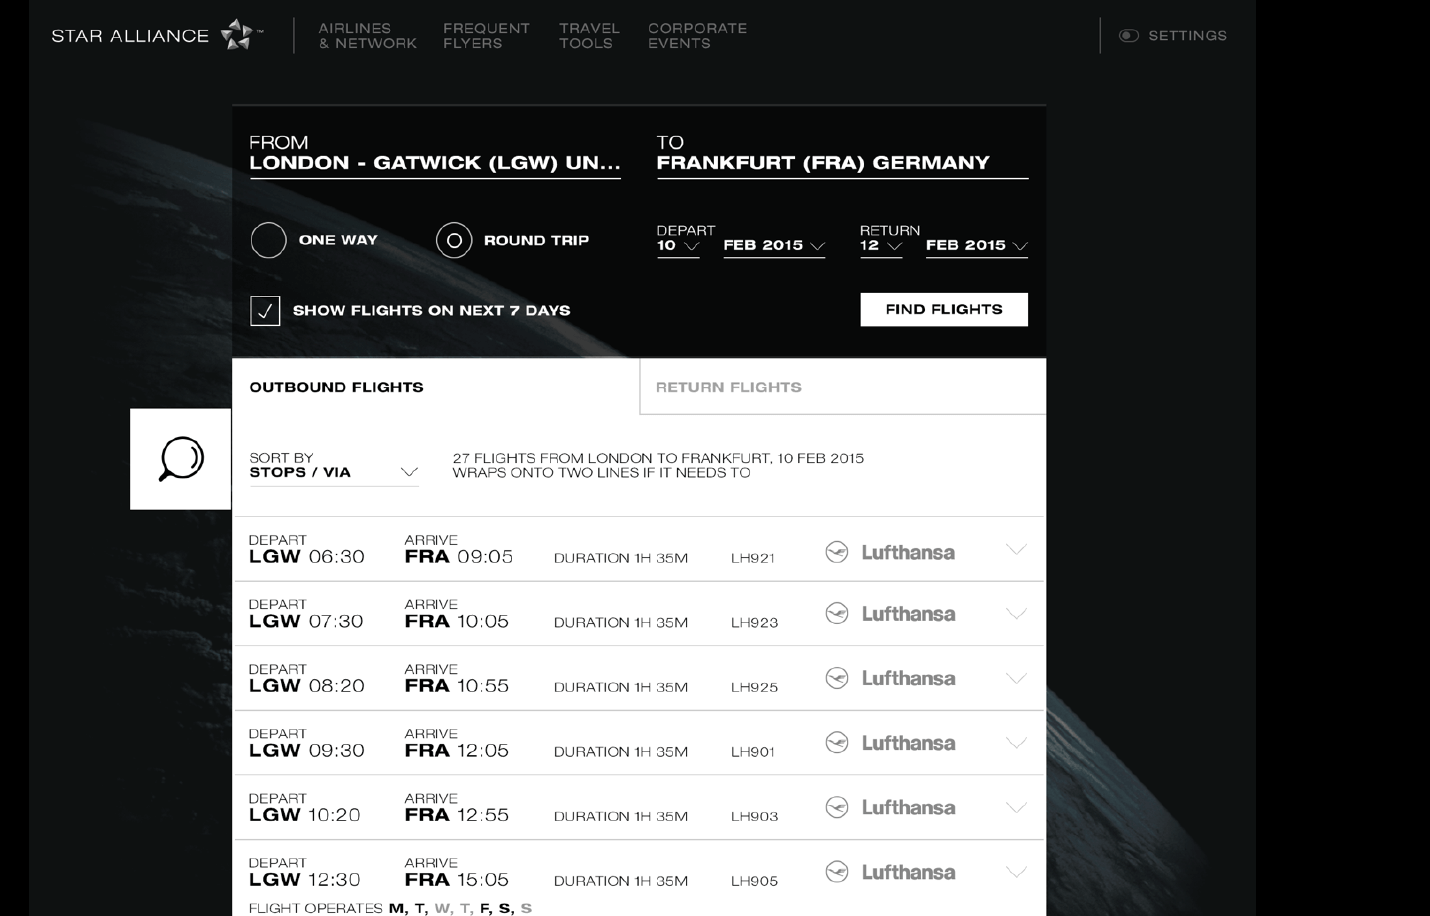 STAR ALLIANCE ™
AIRLINES
& NETWORK
FREQUENT
FLYERS
TRAVEL
TOOLS
CORPORATE
EVENTS
SETTINGS
FROM
LONDON - GATWICK (LGW) UN...
TO
FRANKFURT (FRA) GERMANY
ONE WAY
ROUND TRIP
DEPART
10 FEB 2015
RETURN
12 FEB 2015
SHOW FLIGHTS ON NEXT 7 DAYS
FIND FLIGHTS
OUTBOUND FLIGHTS
RETURN FLIGHTS
SORT BY
STOPS / VIA
27 FLIGHTS FROM LONDON TO FRANKFURT, 10 FEB 2015
WRAPS ONTO TWO LINES IF IT NEEDS TO
DEPART ARRIVE
LGW 06:30 FRA 09:05 DURATION 1H 35M LH921 Lufthansa
DEPART ARRIVE
LGW 07:30 FRA 10:05 DURATION 1H 35M LH923 Lufthansa
DEPART ARRIVE
LGW 08:20 FRA 10:55 DURATION 1H 35M LH925 Lufthansa
DEPART ARRIVE
LGW 09:30 FRA 12:05 DURATION 1H 35M LH901 Lufthansa
DEPART ARRIVE
LGW 10:20 FRA 12:55 DURATION 1H 35M LH903 Lufthansa
DEPART ARRIVE
LGW 12:30 FRA 15:05 DURATION 1H 35M LH905 Lufthansa
FLIGHT OPERATES M, T, W, T, F, S, S